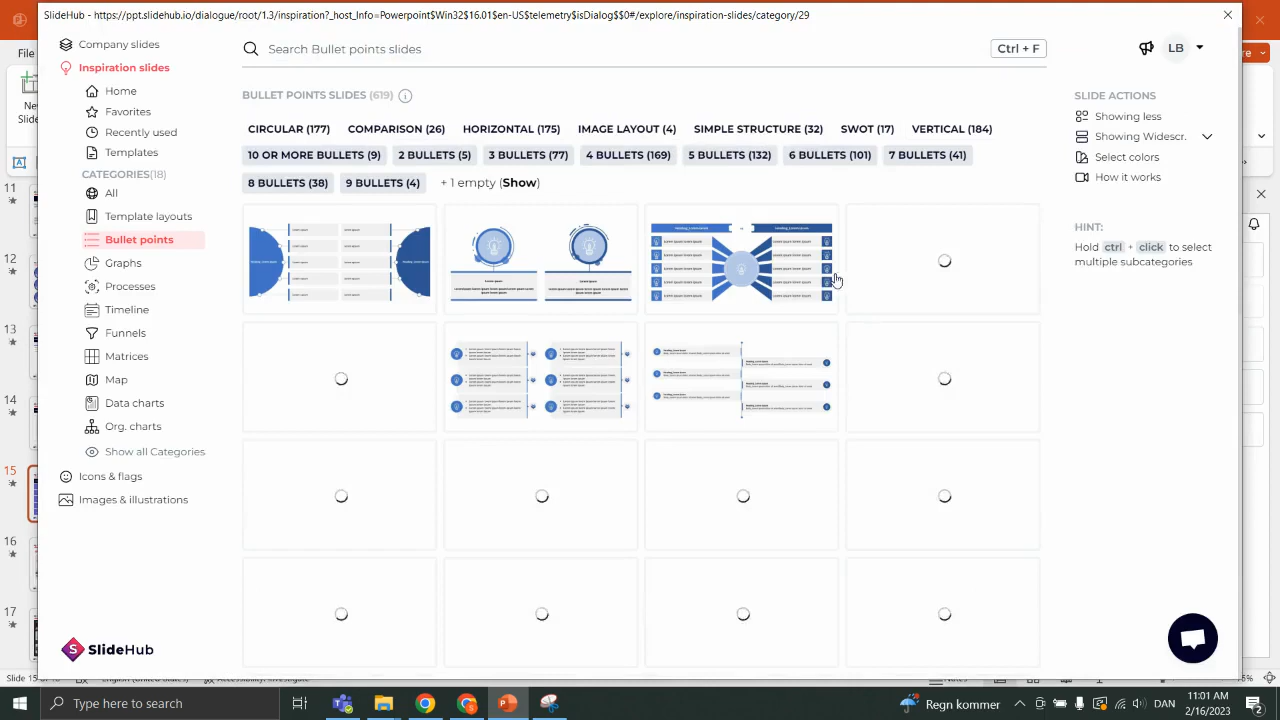 https://ppt.slidehub.io/dialogue/root/1.3/inspiration?_host_Info=Powerpoint$Win32$16.01$en-US$telemetry$isDialog$$0#/explore/inspiration-slides/category/29
File
Company slides
Search Bullet points slides
Ctrl + F
LB
Inspiration slides
Home
Favorites
Recently used
Templates
CATEGORIES(18)
All
Template layouts
Bullet points
Graphs
Processes
Timeline
Funnels
Matrices
Map
Data charts
Org. charts
Show all Categories
Icons & flags
Images & illustrations
SlideHub
BULLET POINTS SLIDES (619)
CIRCULAR (177) COMPARISON (26) HORIZONTAL (175) IMAGE LAYOUT (4) SIMPLE STRUCTURE (32) SWOT (17) VERTICAL (184)
10 OR MORE BULLETS (9) 2 BULLETS (5) 3 BULLETS (77) 4 BULLETS (169) 5 BULLETS (132) 6 BULLETS (101) 7 BULLETS (41)
8 BULLETS (38) 9 BULLETS (4) + 1 empty (Show)
SLIDE ACTIONS
Showing less
Showing Widescr.
Select colors
How it works
HINT:
Hold ctrl + click to select
multiple subcategories
11
12
13
14
15
16
17
Type here to search
Regn kommer
DAN
11:01 AM
2/16/2023